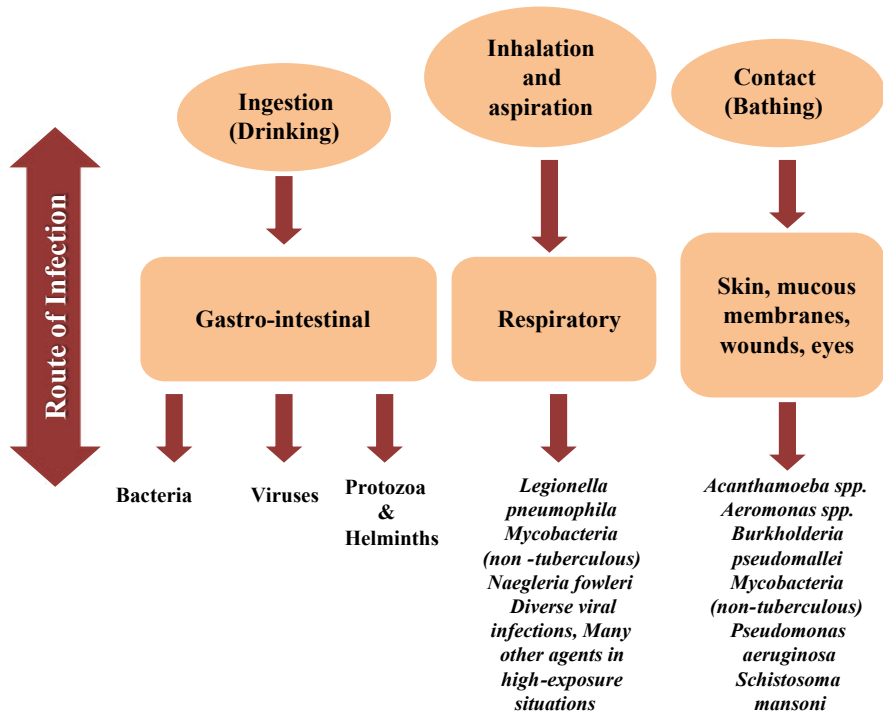 Route of Infection
Ingestion
(Drinking)
Inhalation
and
aspiration
Contact
(Bathing)
Gastro-intestinal
Respiratory
Skin, mucous
membranes,
wounds, eyes
Bacteria
Viruses
Protozoa
&
Helminths
Legionella
pneumophila
Mycobacteria
(non -tuberculous)
Naegleria fowleri
Diverse viral
infections, Many
other agents in
high-exposure
situations
Acanthamoeba spp.
Aeromonas spp.
Burkholderia
pseudomallei
Mycobacteria
(non-tuberculous)
Pseudomonas
aeruginosa
Schistosoma
mansoni